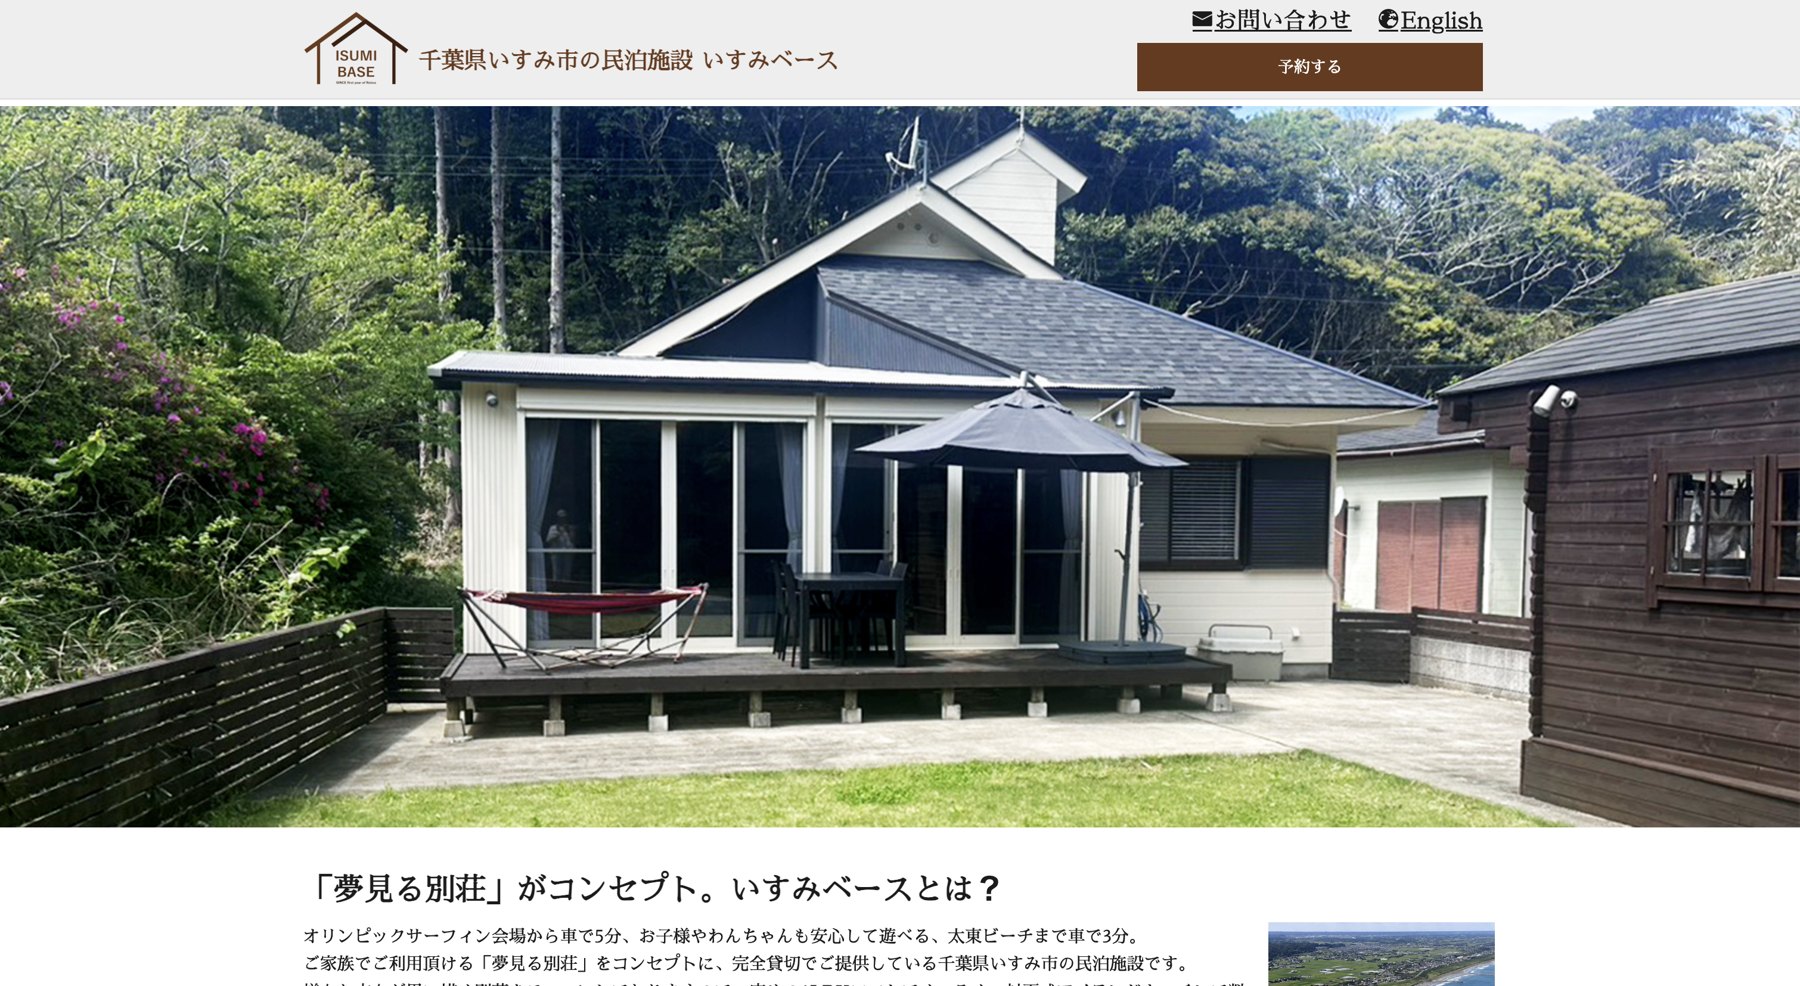 ISUMI
BASE
千葉県いすみ市の民泊施設 いすみベース
お問い合わせ
English
予約する
「夢見る別荘」がコンセプト。いすみベースとは？
オリンピックサーフィン会場から車で5分、お子様やわんちゃんも安心して遊べる、太東ビーチまで車で3分。
ご家族でご利用頂ける「夢見る別荘」をコンセプトに、完全貸切でご提供している千葉県いすみ市の民泊施設です。